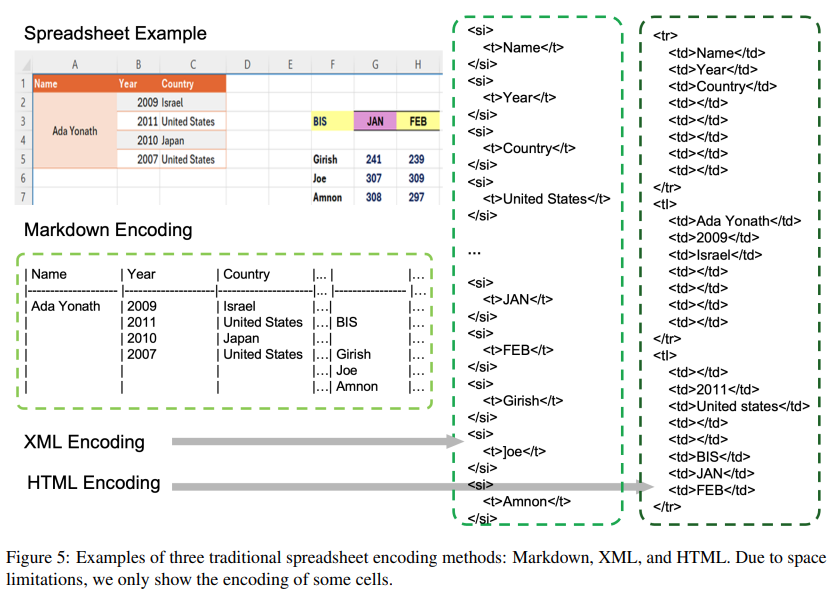 Spreadsheet Example
A B C D E F G H
1 Name Year Country
2 2009 Israel
3 2011 United States BIS JAN FEB
Ada Yonath
4 2010 Japan
5 2007 United States Girish 241 239
6 Joe 307 309
7 Amnon 308 297
Markdown Encoding
| Name | Year | Country |... | |...
|--------------------- |---------------------|----------------------|... |---------------- |...
| Ada Yonath | 2009 | Israel |...| |...
| | 2011 | United States |...| BIS |...
| | 2010 | Japan |...| |...
| | 2007 | United States |...| Girish |...
| | | |...| Joe |...
| | | |...| Amnon |...
XML Encoding
HTML Encoding
<si>
<t>Name</t>
</si>
<si>
<t>Year</t>
</si>
<si>
<t>Country</t>
</si>
<si>
<t>United States</t>
</si>
...
<si>
<t>JAN</t>
</si>
<si>
<t>FEB</t>
</si>
<si>
<t>Girish</t>
</si>
<si>
<t>]oe</t>
</si>
<si>
<t>Amnon</t>
</si>
<tr>
<td>Name</td>
<td>Year</td>
<td>Country</td>
<td></td>
<td></td>
<td></td>
<td></td>
<td></td>
</tr>
<tl>
<td>Ada Yonath</td>
<td>2009</td>
<td>Israel</td>
<td></td>
<td></td>
<td></td>
<td></td>
</tr>
<tl>
<td></td>
<td>2011</td>
<td>United states</td>
<td></td>
<td></td>
<td>BIS</td>
<td>JAN</td>
<td>FEB</td>
</tr>
Figure 5: Examples of three traditional spreadsheet encoding methods: Markdown, XML, and HTML. Due to space
limitations, we only show the encoding of some cells.